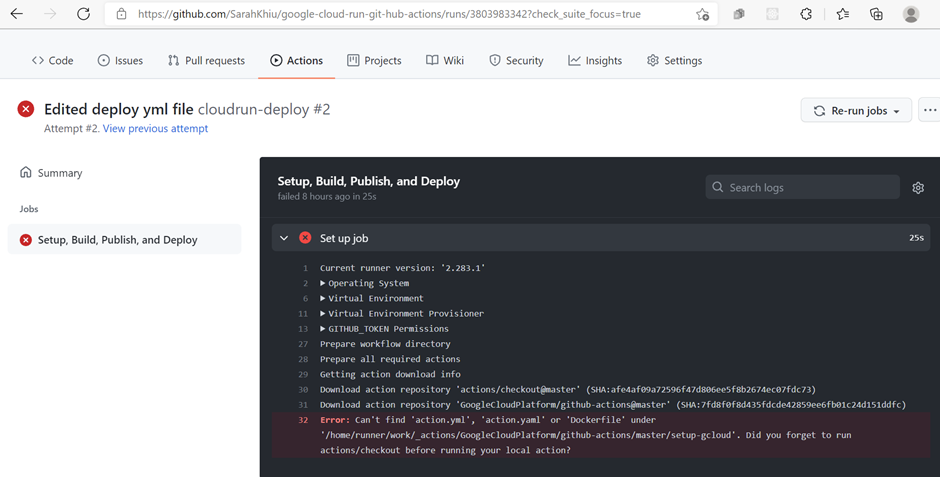 https://github.com/SarahKhiu/google-cloud-run-git-hub-actions/runs/3803983342?check_suite_focus=true
Code Issues Pull requests Actions Projects Wiki Security Insights Settings
Edited deploy yml file cloudrun-deploy #2
Re-run jobs
Attempt #2. View previous attempt
Summary
Jobs
Setup, Build, Publish, and Deploy
Setup, Build, Publish, and Deploy
failed 8 hours ago in 25s
Search logs
Set up job 25s
1 Current runner version: '2.283.1'
2 Operating System
6 Virtual Environment
11 Virtual Environment Provisioner
13 GITHUB_TOKEN Permissions
27 Prepare workflow directory
28 Prepare all required actions
29 Getting action download info
30 Download action repository 'actions/checkout@master' (SHA:afe4af09a72596f47d806ee5f8b2674ec07fdc73)
31 Download action repository 'GoogleCloudPlatform/github-actions@master' (SHA:7fd8f0f8d435fdcde42859ee6fb01c24d151ddfc)
32 Error: Can't find 'action.yml', 'action.yaml' or 'Dockerfile' under
'/home/runner/work/_actions/GoogleCloudPlatform/github-actions/master/setup-gcloud'. Did you forget to run
actions/checkout before running your local action?